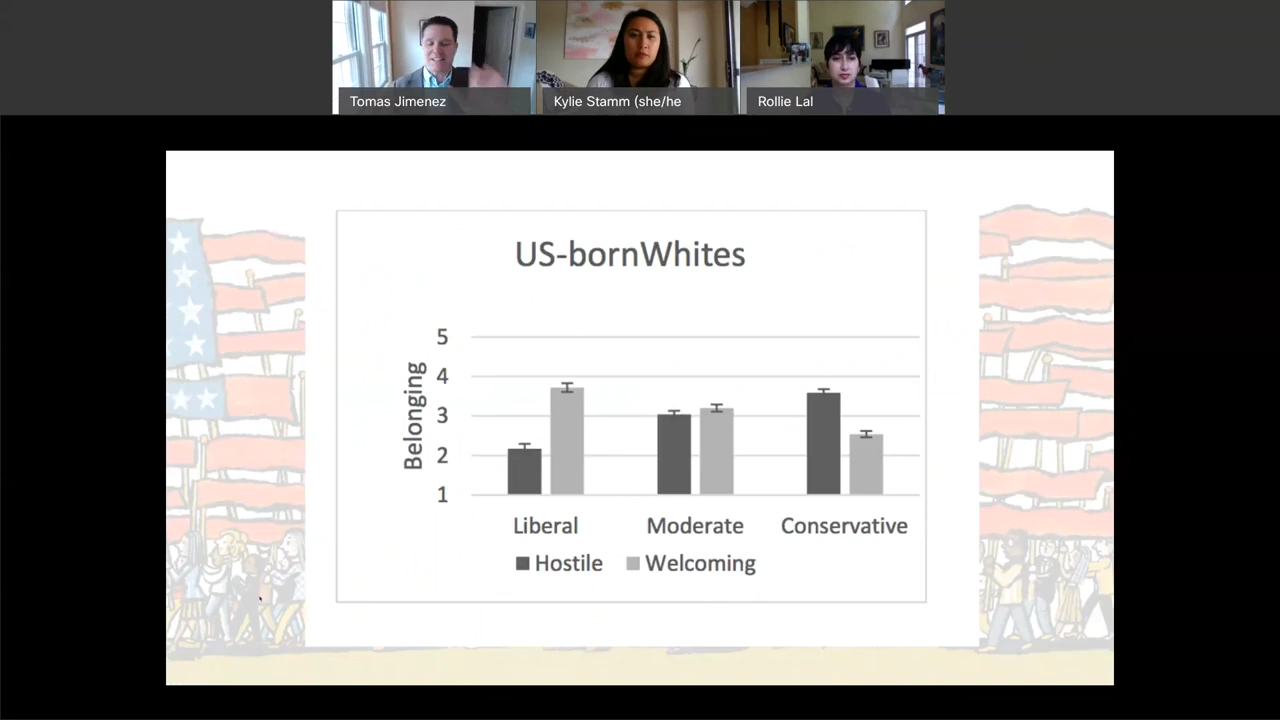 Tomas Jimenez
Kylie Stamm (she/he
Rollie Lal
US-bornWhites
Belonging
5
4
3
2
1
Liberal
Moderate
Conservative
Hostile
Welcoming